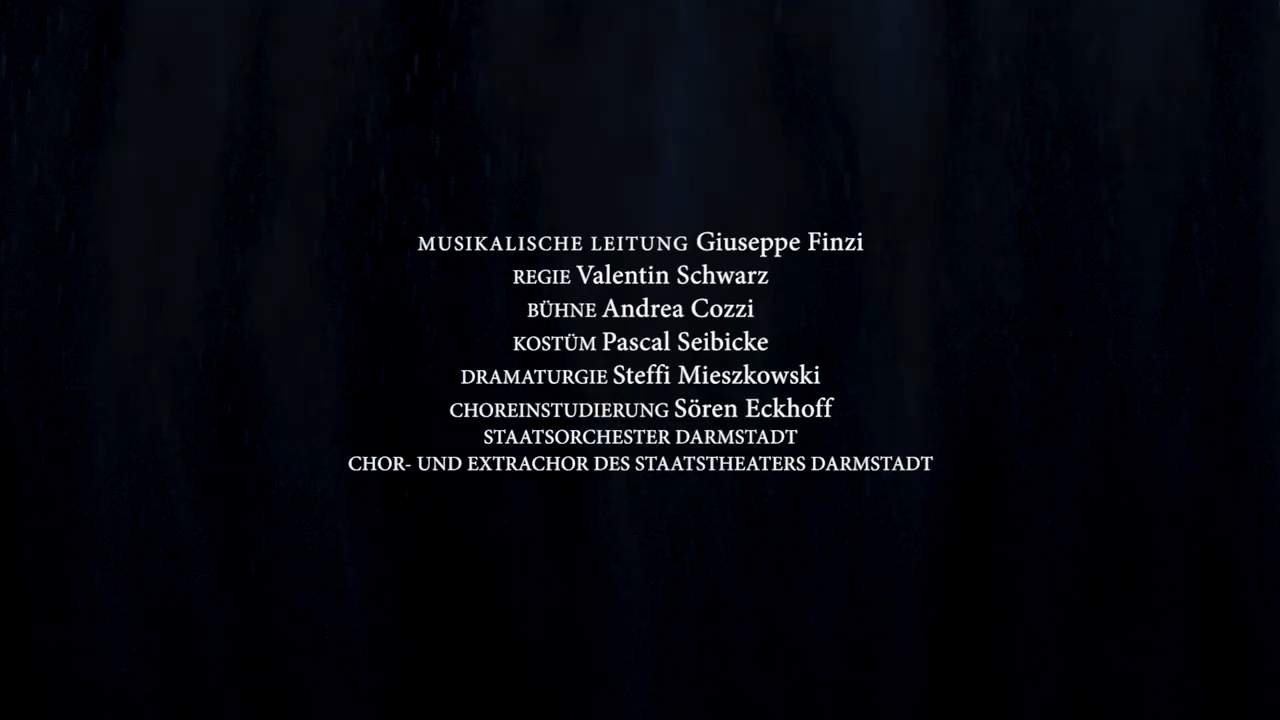 MUSIKALISCHE LEITUNG Giuseppe Finzi
REGIE Valentin Schwarz
BÜHNE Andrea Cozzi
KOSTÜM Pascal Seibicke
DRAMATURGIE Steffi Mieszkowski
CHOREINSTUDIERUNG Sören Eckhoff
STAATSORCHESTER DARMSTADT
CHOR- UND EXTRACHOR DES STAATSTHEATERS DARMSTADT